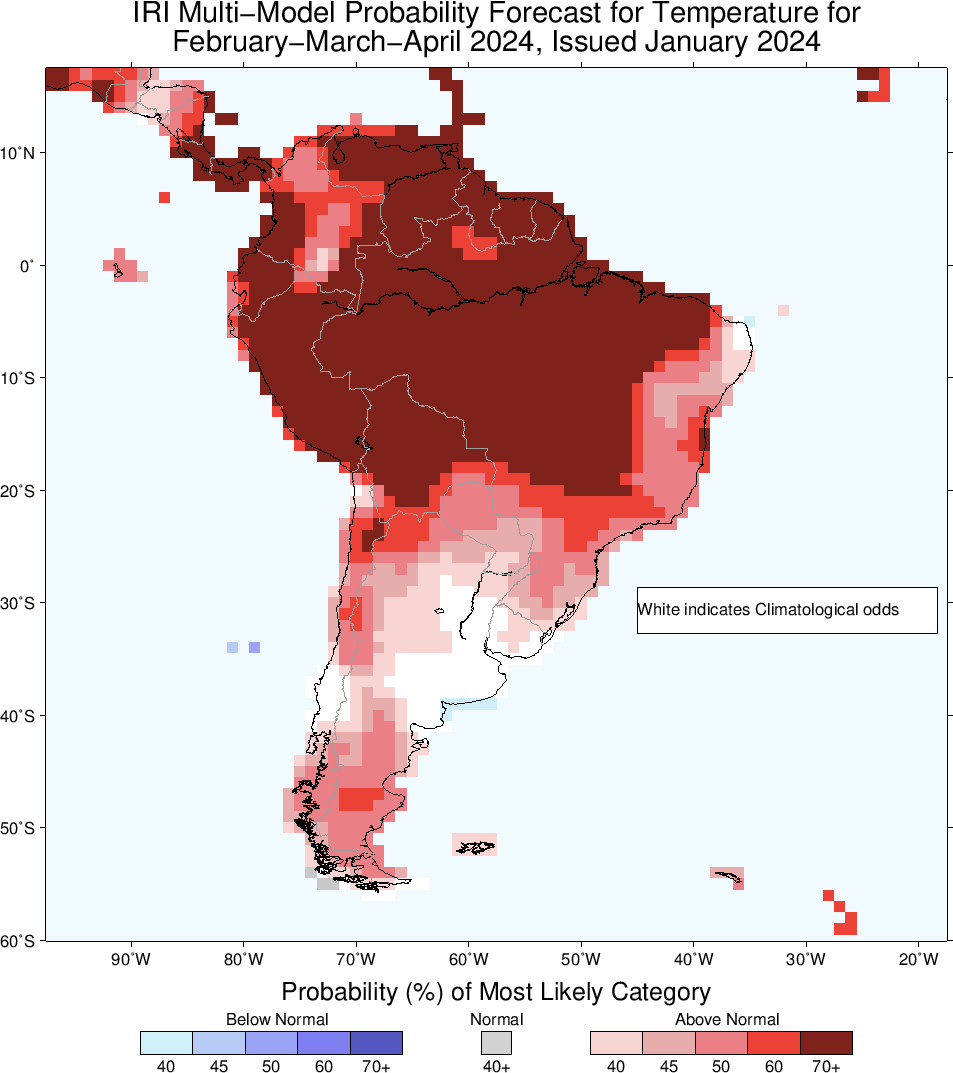 IRI Multi−Model Probability Forecast for Temperature for
February−March−April 2024, Issued January 2024
10˚N
0˚
10˚S
20˚S
30˚S
White indicates Climatological odds
40˚S
50˚S
60˚S
90˚W 80˚W 70˚W 60˚W 50˚W 40˚W 30˚W 20˚W
Probability (%) of Most Likely Category
Below Normal Normal Above Normal
40 45 50 60 70+ 40+ 40 45 50 60 70+